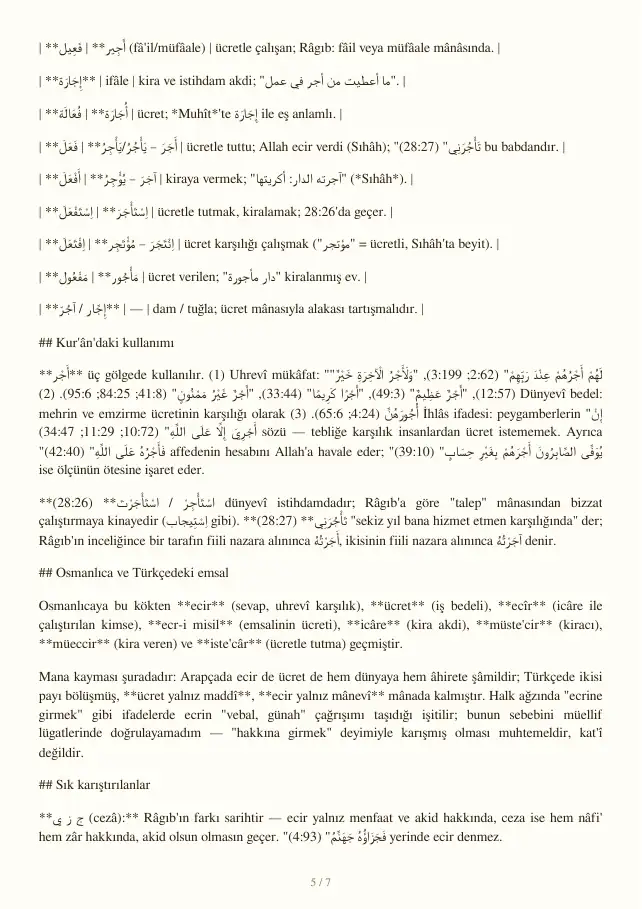 | **أَجِير** | فَعِيل** (fâ'il/müfâale) | ücretle çalışan; Râgıb: fâil veya müfâale mânâsında. |
| **إِجَارَة** | ifâle | kira ve istihdam akdi; "ما أعطيت من أجر في عمل". |
| **أُجَارَة** | فُعَالَة | ücret; *Muhît*'te إِجَارَة ile eş anlamlı. |
| **أَجَرَ – يَأْجُرُ/يَأْجِرُ** | فَعَلَ | ücretle tuttu; Allah ecir verdi (Sıhâh); "تَأْجُرَنِي" (28:27) bu babdandır. |
| **آجَرَ – يُؤْجِرُ** | أَفْعَلَ | kiraya vermek; "آجرته الدار: أكريتها" (*Sıhâh*). |
| **اِسْتَأْجَرَ** | اِسْتَفْعَلَ | ücretle tutmak, kiralamak; 28:26'da geçer. |
| **اِئْتَجَرَ – مُؤْتَجِر** | اِفْتَعَلَ | ücret karşılığı çalışmak ("مؤتجر" = ücretli, Sıhâh'ta beyit). |
| **مَأْجُور** | مَفْعُول | ücret verilen; "دار مأجورة" kiralanmış ev. |
| **إِجَّار / آجُرّ** | — | dam / tuğla; ücret mânasıyla alakası tartışmalıdır. |
## Kur'ân'daki kullanımı
**أَجْر** üç gölgede kullanılır. (1) Uhrevî mükâfat: "لَهُمْ أَجْرُهُمْ عِنْدَ رَبِّهِمْ" (2:62; 3:199), "وَلَأَجْرُ الْآخِرَةِ خَيْرٌ"
(12:57), "أَجْرٌ عَظِيمٌ" (49:3), "أَجْرًا كَرِيمًا" (33:44), "أَجْرٌ غَيْرُ مَمْنُونٍ" (41:8; 84:25; 95:6). (2) Dünyevî bedel:
mehrin ve emzirme ücretinin karşılığı olarak أُجُورَهُنَّ (4:24; 65:6). (3) İhlâs ifadesi: peygamberlerin "إِنْ
أَجْرِيَ إِلَّا عَلَى اللَّهِ" (10:72; 11:29; 34:47) sözü — tebliğe karşılık insanlardan ücret istememek. Ayrıca
"فَأَجْرُهُ عَلَى اللَّهِ" (42:40) affedenin hesabını Allah'a havale eder; "يُوَفَّى الصَّابِرُونَ أَجْرَهُمْ بِغَيْرِ حِسَابٍ" (39:10)
ise ölçünün ötesine işaret eder.
**اسْتَأْجِرْ / اسْتَأْجَرْت** (28:26) dünyevî istihdamdadır; Râgıb'a göre "talep" mânasından bizzat
çalıştırmaya kinayedir (اِسْتِيجاب gibi). **تَأْجُرَنِي** (28:27) "sekiz yıl bana hizmet etmen karşılığında" der;
Râgıb'ın inceliğince bir tarafın fiili nazara alınınca أَجَرْتُهُ, ikisinin fiili nazara alınınca آجَرْتُهُ denir.
## Osmanlıca ve Türkçedeki emsal
Osmanlıcaya bu kökten **ecir** (sevap, uhrevî karşılık), **ücret** (iş bedeli), **ecîr** (icâre ile
çalıştırılan kimse), **ecr-i misil** (emsalinin ücreti), **icâre** (kira akdi), **müste'cir** (kiracı),
**müeccir** (kira veren) ve **iste'câr** (ücretle tutma) geçmiştir.
Mana kayması şuradadır: Arapçada ecir de ücret de hem dünyaya hem âhirete şâmildir; Türkçede ikisi
payı bölüşmüş, **ücret yalnız maddî**, **ecir yalnız mânevî** mânada kalmıştır. Halk ağzında "ecrine
girmek" gibi ifadelerde ecrin "vebal, günah" çağrışımı taşıdığı işitilir; bunun sebebini müellif
lügatlerinde doğrulayamadım — "hakkına girmek" deyimiyle karışmış olması muhtemeldir, kat'î
değildir.
## Sık karıştırılanlar
**ج ز ي (cezâ):** Râgıb'ın farkı sarihtir — ecir yalnız menfaat ve akid hakkında, ceza ise hem nâfi'
hem zâr hakkında, akid olsun olmasın geçer. "فَجَزَاؤُهُ جَهَنَّمُ" (4:93) yerinde ecir denmez.
5 / 7